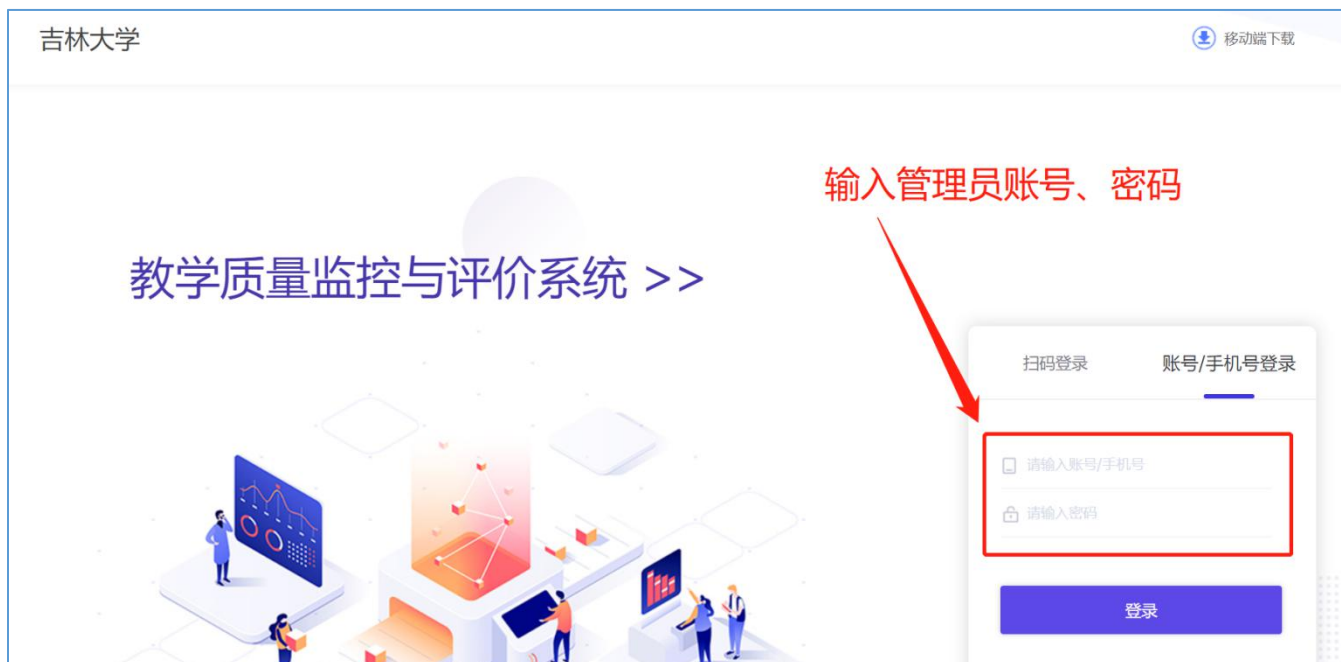 吉林大学
移动端下载
输入管理员账号、密码
教学质量监控与评价系统 >>
扫码登录
账号/手机号登录
请输入账号/手机号
请输入密码
登录